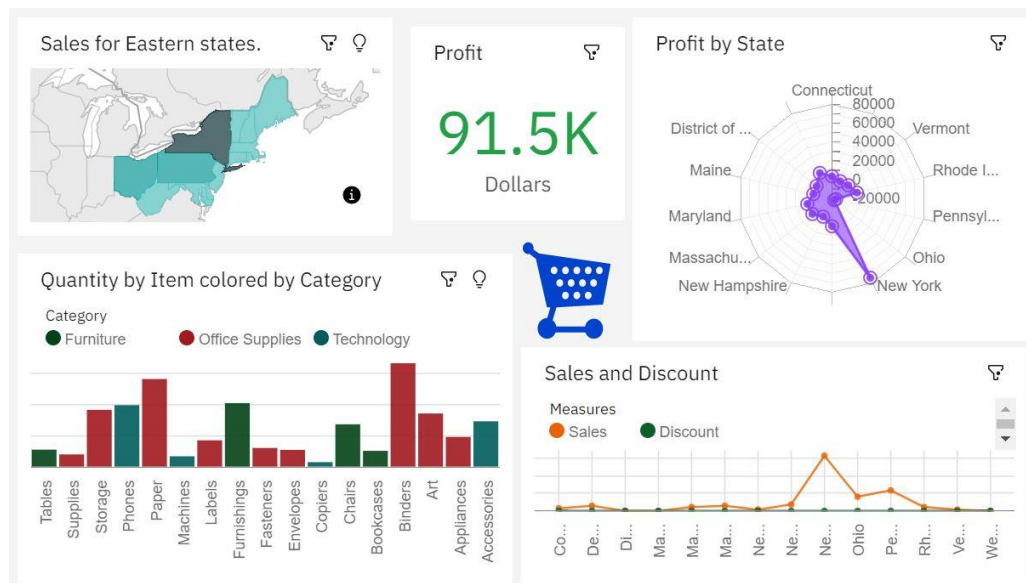 Sales for Eastern states.
i
Profit
91.5K
Dollars
Profit by State
Connecticut
80000
60000
40000
20000
0
-20000
District of ...
Vermont
Maine
Rhode I...
Maryland
Pennsyl...
Massachu...
Ohio
New Hampshire
New York
Quantity by Item colored by Category
Category
Furniture
Office Supplies
Technology
Tables
Supplies
Storage
Phones
Paper
Machines
Labels
Furnishings
Fasteners
Envelopes
Copiers
Chairs
Bookcases
Binders
Art
Appliances
Accessories
Sales and Discount
Measures
Sales
Discount
Co...
De...
Di...
Ma...
Ma...
Ma...
Ne...
Ne...
Ne...
Ohio
Pe...
Rh...
Ve...
We...